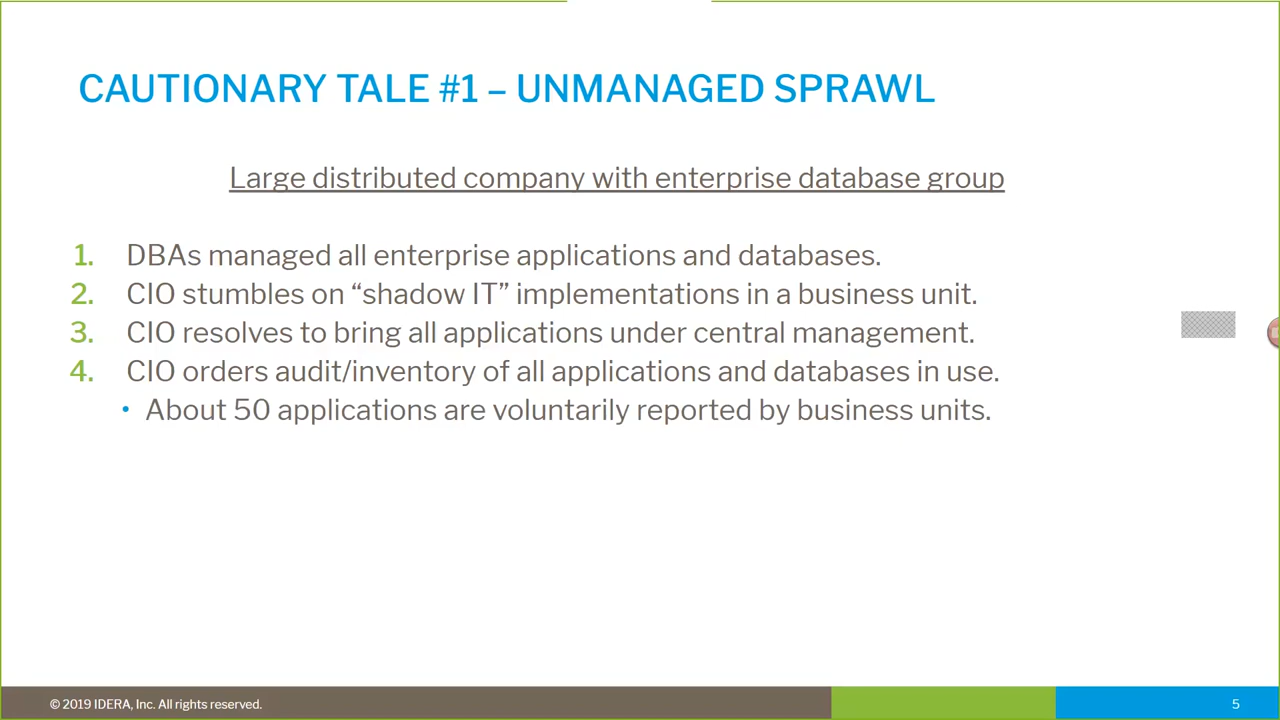 CAUTIONARY TALE #1 – UNMANAGED SPRAWL
Large distributed company with enterprise database group
1. DBAs managed all enterprise applications and databases.
2. CIO stumbles on “shadow IT” implementations in a business unit.
3. CIO resolves to bring all applications under central management.
4. CIO orders audit/inventory of all applications and databases in use.
• About 50 applications are voluntarily reported by business units.
© 2019 IDERA, Inc. All rights reserved.
5